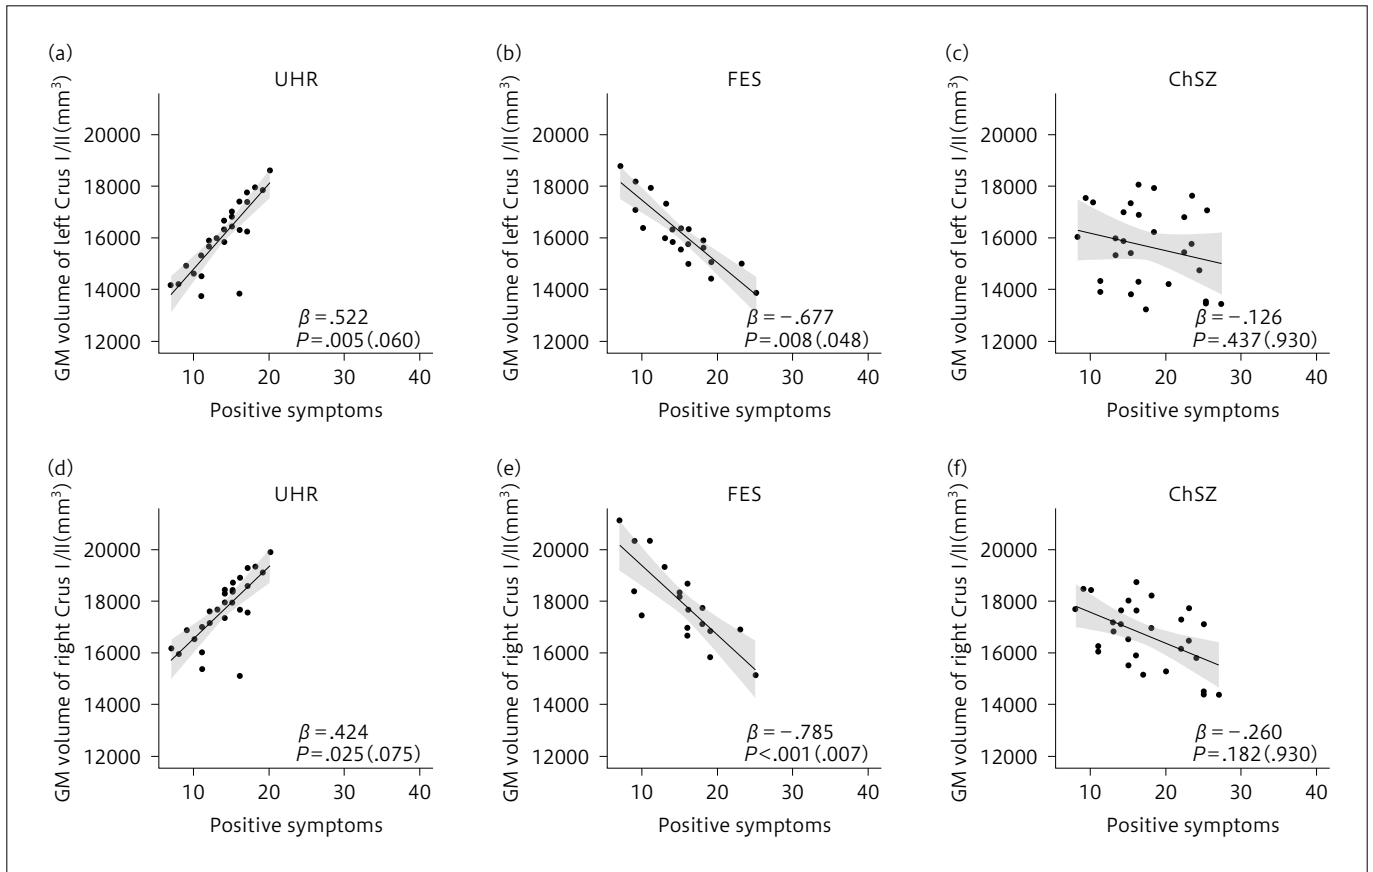 (a)
UHR
GM volume of left Crus I/II(mm³)
20000
18000
16000
14000
12000
β=.522
P=.005(.060)
10 20 30 40
Positive symptoms
(b)
FES
GM volume of left Crus I/II(mm³)
20000
18000
16000
14000
12000
β=−.677
P=.008(.048)
10 20 30 40
Positive symptoms
(c)
ChSZ
GM volume of left Crus I/II(mm³)
20000
18000
16000
14000
12000
β=−.126
P=.437(.930)
10 20 30 40
Positive symptoms
(d)
UHR
GM volume of right Crus I/II(mm³)
20000
18000
16000
14000
12000
β=.424
P=.025(.075)
10 20 30 40
Positive symptoms
(e)
FES
GM volume of right Crus I/II(mm³)
20000
18000
16000
14000
12000
β=−.785
P<.001(.007)
10 20 30 40
Positive symptoms
(f)
ChSZ
GM volume of right Crus I/II(mm³)
20000
18000
16000
14000
12000
β=−.260
P=.182(.930)
10 20 30 40
Positive symptoms